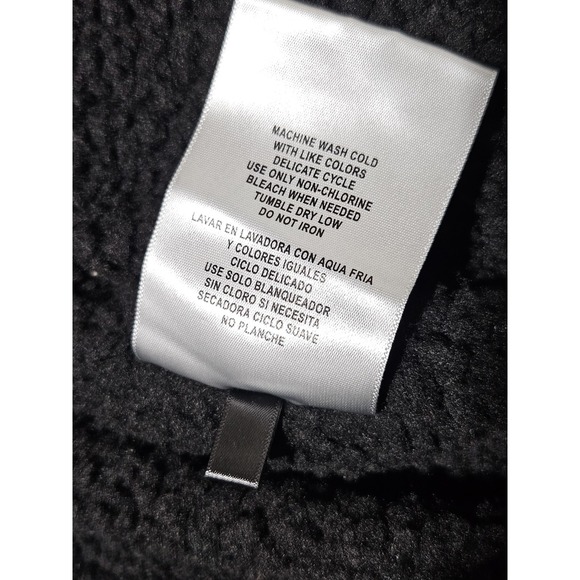 MACHINE WASH COLD
WITH LIKE COLORS
DELICATE CYCLE
USE ONLY NON-CHLORINE
BLEACH WHEN NEEDED
TUMBLE DRY LOW
DO NOT IRON
LAVAR EN LAVADORA CON AQUA FRIA
Y COLORES IGUALES
CICLO DELICADO
USE SOLO BLANQUEADOR
SIN CLORO SI NECESITA
SECADORA CICLO SUAVE
NO PLANCHE